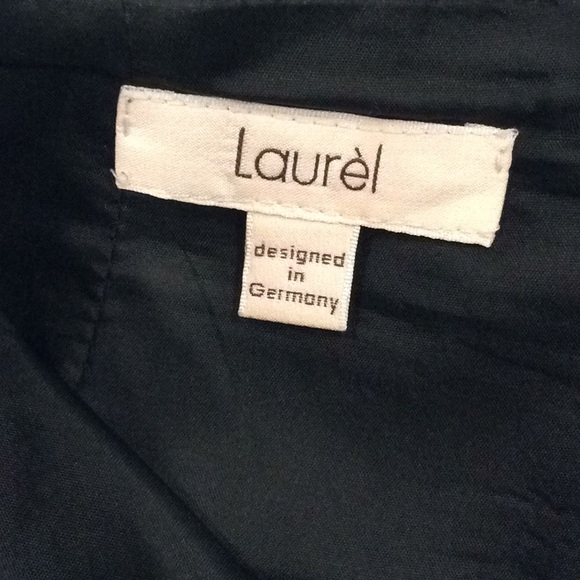 Laurèl
designed
in
Germany